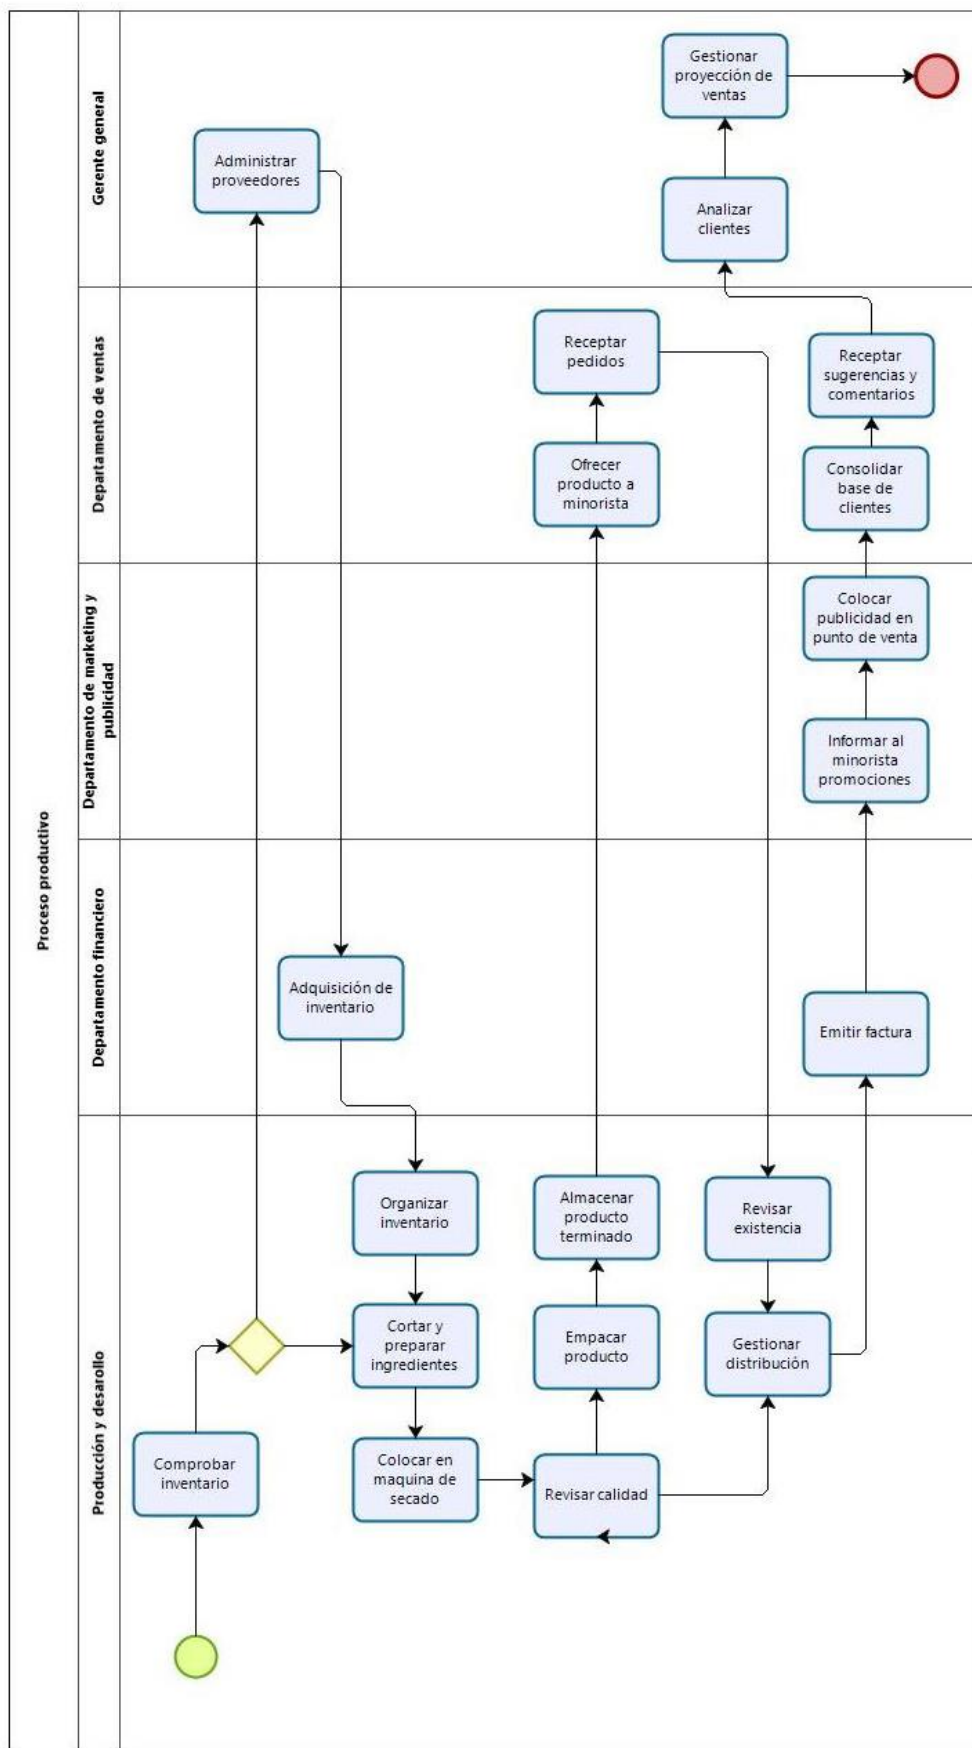 Proceso productivo
Gerente general
Gestionar
proyección de
ventas
Administrar
proveedores
Analizar
clientes
Departamento de ventas
Receptar
pedidos
Receptar
sugerencias y
comentarios
Ofrecer
producto a
minorista
Consolidar
base de
clientes
Departamento de marketing y
publicidad
Colocar
publicidad en
punto de venta
Informar al
minorista
promociones
Departamento financiero
Adquisición de
inventario
Emitir factura
Producción y desarollo
Organizar
inventario
Almacenar
producto
terminado
Revisar
existencia
Cortar y
preparar
ingredientes
Empacar
producto
Gestionar
distribución
Comprobar
inventario
Colocar en
maquina de
secado
Revisar calidad